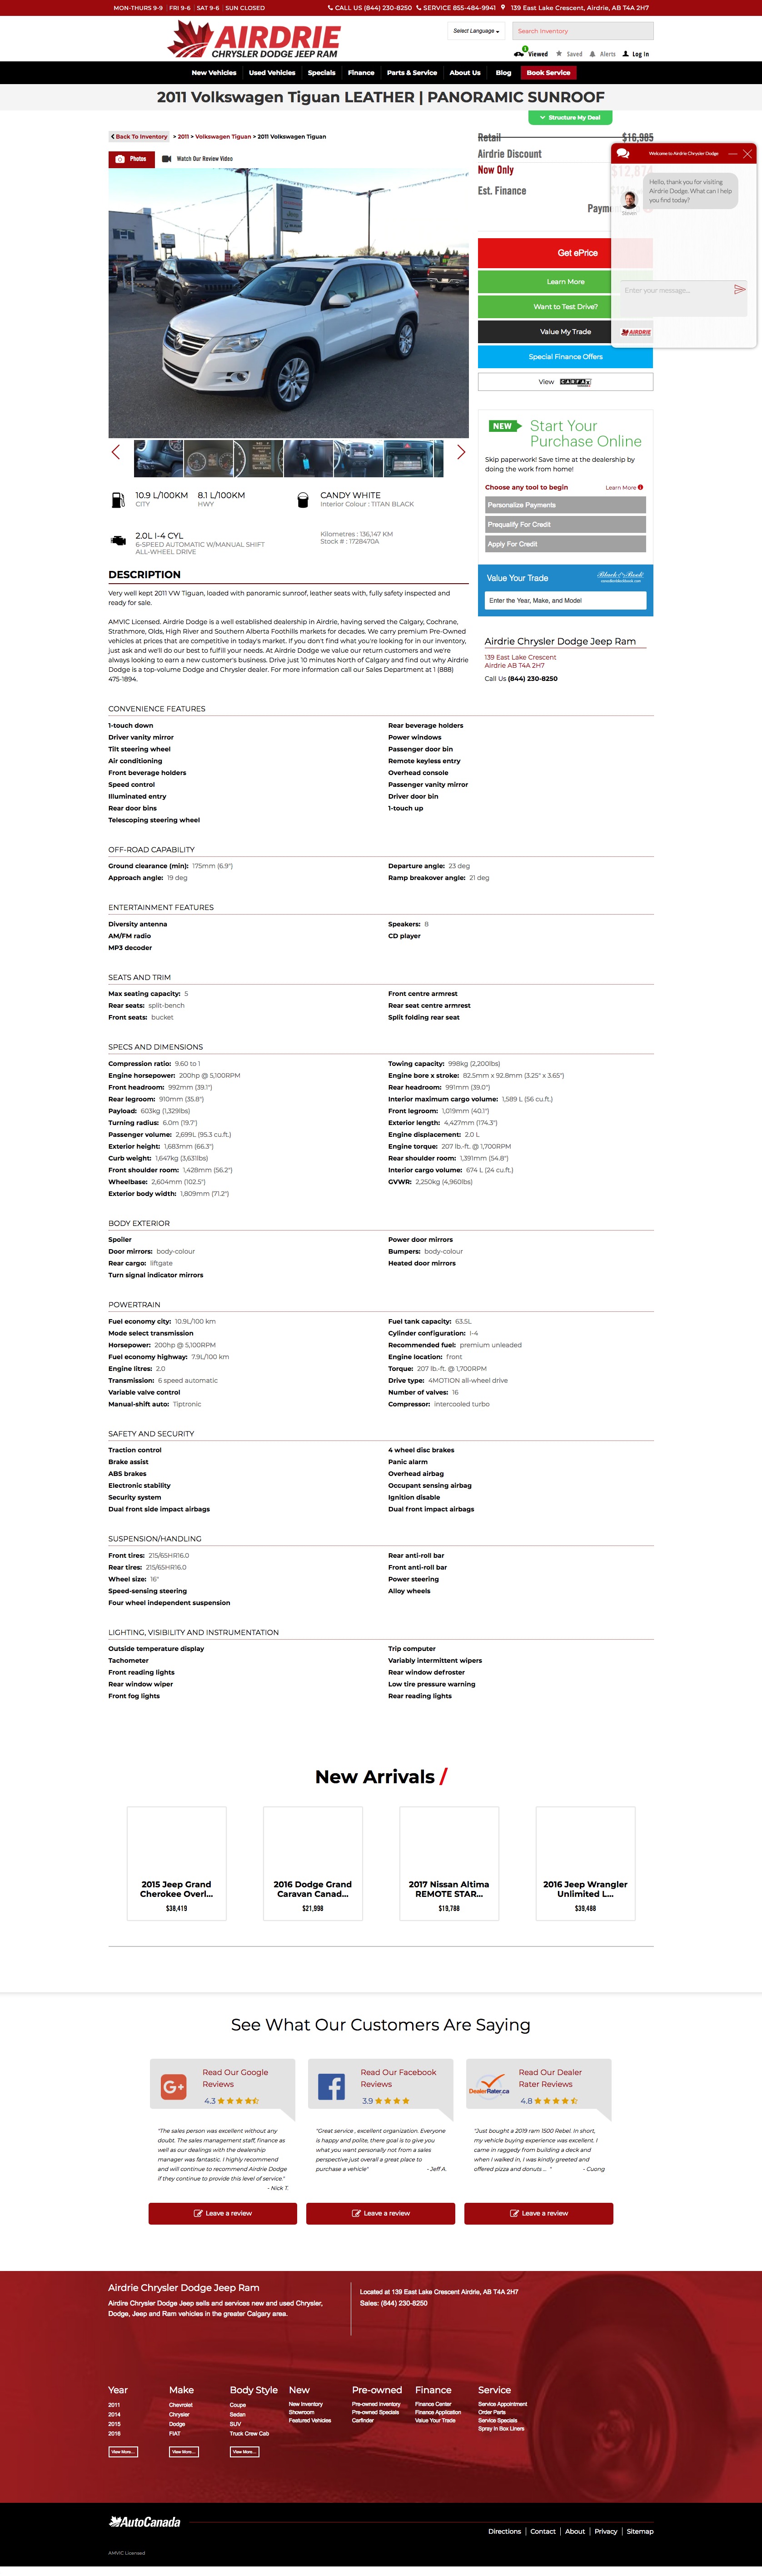 MON-THURS 9-9 FRI 9-6 SAT 9-6 SUN CLOSED
CALL US (844) 230-8250 SERVICE 855-484-9941 139 East Lake Crescent, Airdrie, AB T4A 2H7
AIRDRIE
CHRYSLER DODGE JEEP RAM
Select Language
Search Inventory
1
Viewed Saved Alerts Log In
New Vehicles Used Vehicles Specials Finance Parts & Service About Us Blog Book Service
2011 Volkswagen Tiguan LEATHER | PANORAMIC SUNROOF
Structure My Deal
Back To Inventory > 2011 > Volkswagen Tiguan > 2011 Volkswagen Tiguan
Photos
Watch Our Review Video
Retail $16,995
Airdrie Discount
Now Only $12,874
Est. Finance
Payme
Welcome to Airdrie Chrysler Dodge
Hello, thank you for visiting
Airdrie Dodge. What can I help
you find today?
Steven
Enter your message...
AIRDRIE
Get ePrice
Learn More
Want to Test Drive?
Value My Trade
Special Finance Offers
View CARFAX
NEW
Start Your
Purchase Online
Skip paperwork! Save time at the dealership by
doing the work from home!
Choose any tool to begin Learn More
Personalize Payments
Prequalify For Credit
Apply For Credit
Value Your Trade
Black Book
Enter the Year, Make, and Model
Airdrie Chrysler Dodge Jeep Ram
139 East Lake Crescent
Airdrie AB T4A 2H7
Call Us (844) 230-8250
10.9 L/100KM 8.1 L/100KM
CITY HWY
CANDY WHITE
Interior Colour : TITAN BLACK
2.0L I-4 CYL
6-SPEED AUTOMATIC W/MANUAL SHIFT
ALL-WHEEL DRIVE
Kilometres : 136,147 KM
Stock # : 1728470A
DESCRIPTION
Very well kept 2011 VW Tiguan, loaded with panoramic sunroof, leather seats with, fully safety inspected and
ready for sale.
AMVIC Licensed. Airdrie Dodge is a well established dealership in Airdrie, having served the Calgary, Cochrane,
Strathmore, Olds, High River and Southern Alberta Foothills markets for decades. We carry premium Pre-Owned
vehicles at prices that are competitive in today's market. If you don't find what you're looking for in our inventory,
just ask and we'll do our best to fulfill your needs. At Airdrie Dodge we value our return customers and we're
always looking to earn a new customer's business. Drive just 10 minutes North of Calgary and find out why Airdrie
Dodge is a top-volume Dodge and Chrysler dealer. For more information call our Sales Department at 1 (888)
475-1894.
CONVENIENCE FEATURES
1-touch down Rear beverage holders
Driver vanity mirror Power windows
Tilt steering wheel Passenger door bin
Air conditioning Remote keyless entry
Front beverage holders Overhead console
Speed control Passenger vanity mirror
Illuminated entry Driver door bin
Rear door bins 1-touch up
Telescoping steering wheel
OFF-ROAD CAPABILITY
Ground clearance (min): 175mm (6.9") Departure angle: 23 deg
Approach angle: 19 deg Ramp breakover angle: 21 deg
ENTERTAINMENT FEATURES
Diversity antenna Speakers: 8
AM/FM radio CD player
MP3 decoder
SEATS AND TRIM
Max seating capacity: 5 Front centre armrest
Rear seats: split-bench Rear seat centre armrest
Front seats: bucket Split folding rear seat
SPECS AND DIMENSIONS
Compression ratio: 9.60 to 1 Towing capacity: 998kg (2,200lbs)
Engine horsepower: 200hp @ 5,100RPM Engine bore x stroke: 82.5mm x 92.8mm (3.25" x 3.65")
Front headroom: 992mm (39.1") Rear headroom: 991mm (39.0")
Rear legroom: 910mm (35.8") Interior maximum cargo volume: 1,589 L (56 cu.ft.)
Payload: 603kg (1,329lbs) Front legroom: 1,019mm (40.1")
Turning radius: 6.0m (19.7') Exterior length: 4,427mm (174.3")
Passenger volume: 2,699L (95.3 cu.ft.) Engine displacement: 2.0 L
Exterior height: 1,683mm (66.3") Engine torque: 207 lb.-ft. @ 1,700RPM
Curb weight: 1,647kg (3,631lbs) Rear shoulder room: 1,391mm (54.8")
Front shoulder room: 1,428mm (56.2") Interior cargo volume: 674 L (24 cu.ft.)
Wheelbase: 2,604mm (102.5") GVWR: 2,250kg (4,960lbs)
Exterior body width: 1,809mm (71.2")
BODY EXTERIOR
Spoiler Power door mirrors
Door mirrors: body-colour Bumpers: body-colour
Rear cargo: liftgate Heated door mirrors
Turn signal indicator mirrors
POWERTRAIN
Fuel economy city: 10.9L/100 km Fuel tank capacity: 63.5L
Mode select transmission Cylinder configuration: I-4
Horsepower: 200hp @ 5,100RPM Recommended fuel: premium unleaded
Fuel economy highway: 7.9L/100 km Engine location: front
Engine litres: 2.0 Torque: 207 lb.-ft. @ 1,700RPM
Transmission: 6 speed automatic Drive type: 4MOTION all-wheel drive
Variable valve control Number of valves: 16
Manual-shift auto: Tiptronic Compressor: intercooled turbo
SAFETY AND SECURITY
Traction control 4 wheel disc brakes
Brake assist Panic alarm
ABS brakes Overhead airbag
Electronic stability Occupant sensing airbag
Security system Ignition disable
Dual front side impact airbags Dual front impact airbags
SUSPENSION/HANDLING
Front tires: 215/65HR16.0 Rear anti-roll bar
Rear tires: 215/65HR16.0 Front anti-roll bar
Wheel size: 16" Power steering
Speed-sensing steering Alloy wheels
Four wheel independent suspension
LIGHTING, VISIBILITY AND INSTRUMENTATION
Outside temperature display Trip computer
Tachometer Variably intermittent wipers
Front reading lights Rear window defroster
Rear window wiper Low tire pressure warning
Front fog lights Rear reading lights
New Arrivals /
2015 Jeep Grand
Cherokee Overl...
$38,419
2016 Dodge Grand
Caravan Canad...
$21,998
2017 Nissan Altima
REMOTE STAR...
$19,788
2016 Jeep Wrangler
Unlimited L...
$39,488
See What Our Customers Are Saying
Read Our Google
Reviews
4.3
"The sales person was excellent without any
doubt. The sales management staff, finance as
well as our dealings with the dealership
manager was fantastic. I highly recommend
and will continue to recommend Airdrie Dodge
if they continue to provide this level of service."
- Nick T.
Leave a review
Read Our Facebook
Reviews
3.9
"Great service , excellent organization. Everyone
is happy and polite, there goal is to give you
what you want personally not from a sales
perspective just overall a great place to
purchase a vehicle" - Jeff A.
Leave a review
DealerRater.ca
Read Our Dealer
Rater Reviews
4.8
"Just bought a 2019 ram 1500 Rebel. In short,
my vehicle buying experience was excellent. I
came in raggedy from building a deck and
when I walked in, I was kindly greeted and
offered pizza and donuts ... " - Cuong
Leave a review
Airdrie Chrysler Dodge Jeep Ram
Airdrie Chrysler Dodge Jeep sells and services new and used Chrysler,
Dodge, Jeep and Ram vehicles in the greater Calgary area.
Located at 139 East Lake Crescent Airdrie, AB T4A 2H7
Sales: (844) 230-8250
Year
2011
2014
2015
2016
View More...
Make
Chevrolet
Chrysler
Dodge
FIAT
View More...
Body Style
Coupe
Sedan
SUV
Truck Crew Cab
View More...
New
New Inventory
Showroom
Featured Vehicles
Pre-owned
Pre-owned Inventory
Pre-owned Specials
Carfinder
Finance
Finance Center
Finance Application
Value Your Trade
Service
Service Appointment
Order Parts
Service Specials
Spray In Box Liners
AutoCanada
Directions | Contact | About | Privacy | Sitemap
AMVIC Licensed